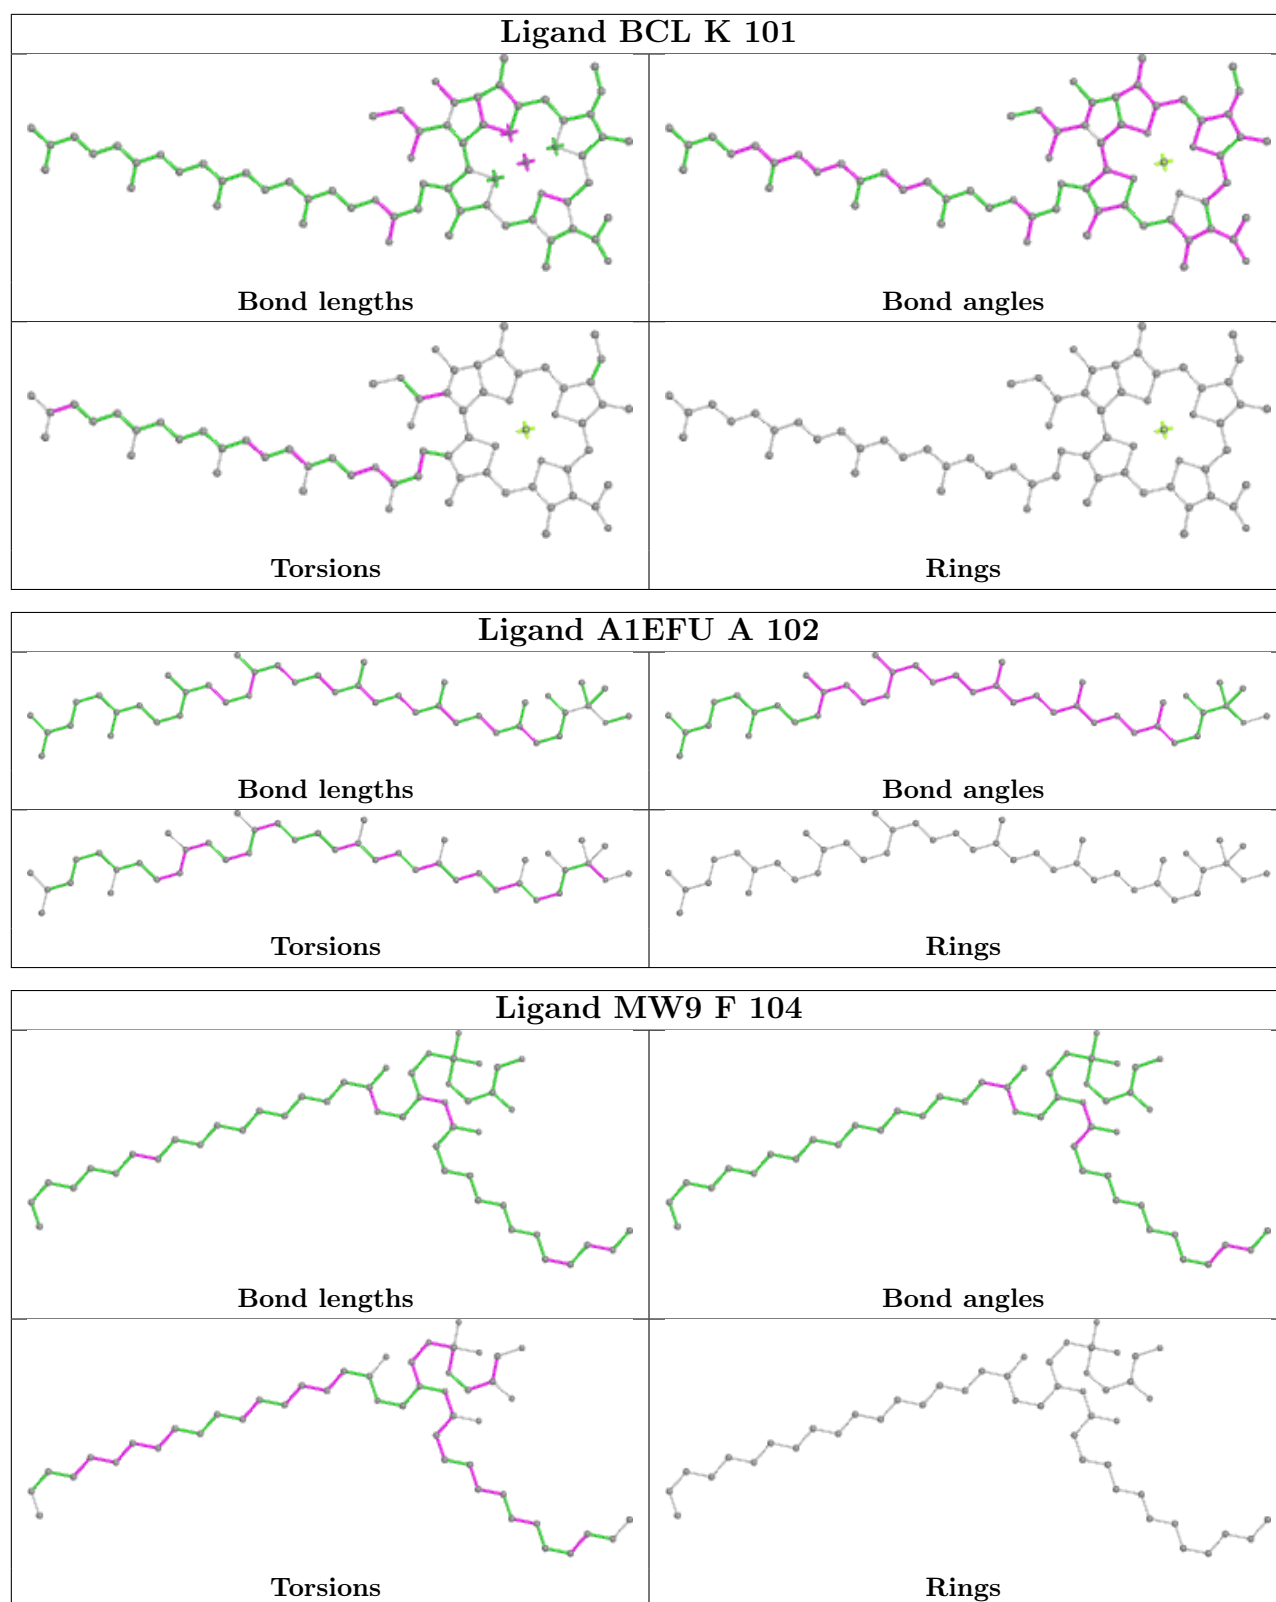 Ligand BCL K 101
Bond lengths
Bond angles
Torsions
Rings
Ligand A1EFU A 102
Bond lengths
Bond angles
Torsions
Rings
Ligand MW9 F 104
Bond lengths
Bond angles
Torsions
Rings